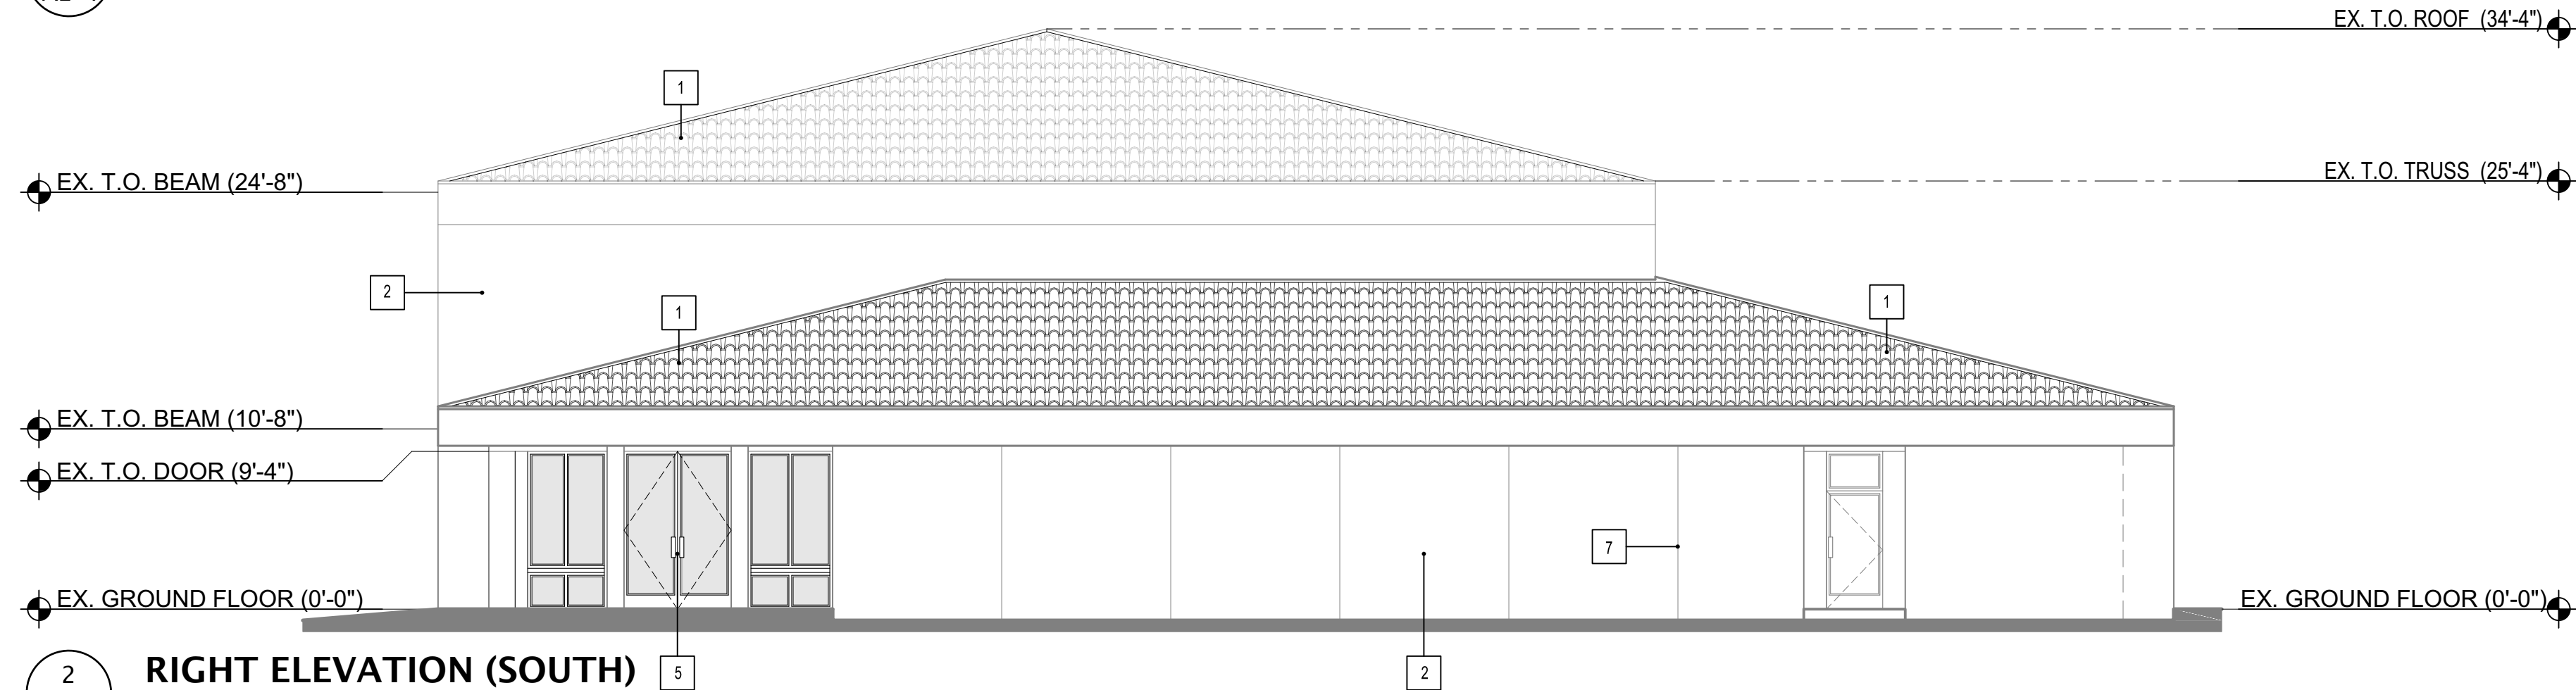 EX. T.O. ROOF (34'-4")
1
EX. T.O. BEAM (24'-8")
EX. T.O. TRUSS (25'-4")
2
1
1
EX. T.O. BEAM (10'-8")
EX. T.O. DOOR (9'-4")
7
EX. GROUND FLOOR (0'-0")
EX. GROUND FLOOR (0'-0")
2
RIGHT ELEVATION (SOUTH)
5
2